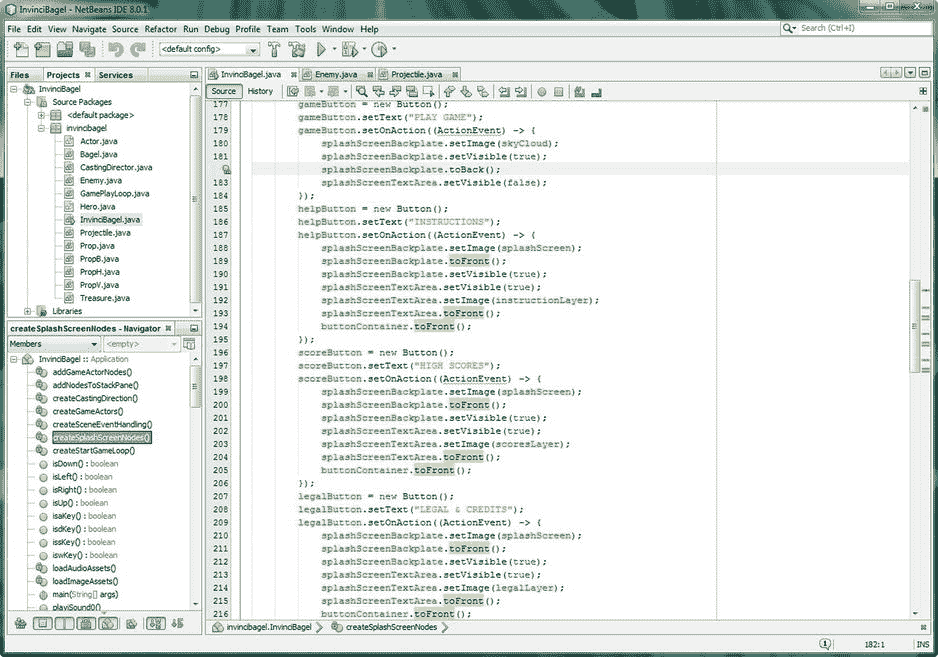 InvinciBagel - NetBeans IDE 8.0.1
File Edit View Navigate Source Refactor Run Debug Profile Team Tools Window Help
Search (Ctrl+I)
<default config>
Files Projects Services
InvinciBagel
Source Packages
<default package>
invincibagel
Actor.java
Bagel.java
CastingDirector.java
Enemy.java
GamePlayLoop.java
Hero.java
InvinciBagel.java
Projectile.java
Prop.java
PropB.java
PropH.java
PropV.java
Treasure.java
Libraries
createSplashScreenNodes - Navigator
Members <empty>
InvinciBagel :: Application
addGameActorNodes()
addNodesToStackPane()
createCastingDirection()
createGameActors()
createSceneEventHandling()
createSplashScreenNodes()
createStartGameLoop()
isDown() : boolean
isLeft() : boolean
isRight() : boolean
isUp() : boolean
isaKey() : boolean
isdKey() : boolean
issKey() : boolean
iswKey() : boolean
loadAudioAssets()
loadImageAssets()
main(String[] args)
playiSound0()
InvinciBagel.java Enemy.java Projectile.java
Source History
177 gameButton = new Button();
178 gameButton.setText("PLAY GAME");
179 gameButton.setOnAction((ActionEvent) -> {
180 splashScreenBackplate.setImage(skyCloud);
181 splashScreenBackplate.setVisible(true);
splashScreenBackplate.toBack();
183 splashScreenTextArea.setVisible(false);
184 });
185 helpButton = new Button();
186 helpButton.setText("INSTRUCTIONS");
187 helpButton.setOnAction((ActionEvent) -> {
188 splashScreenBackplate.setImage(splashScreen);
189 splashScreenBackplate.toFront();
190 splashScreenBackplate.setVisible(true);
191 splashScreenTextArea.setVisible(true);
192 splashScreenTextArea.setImage(instructionLayer);
193 splashScreenTextArea.toFront();
194 buttonContainer.toFront();
195 });
196 scoreButton = new Button();
197 scoreButton.setText("HIGH SCORES");
198 scoreButton.setOnAction((ActionEvent) -> {
199 splashScreenBackplate.setImage(splashScreen);
200 splashScreenBackplate.toFront();
201 splashScreenBackplate.setVisible(true);
202 splashScreenTextArea.setVisible(true);
203 splashScreenTextArea.setImage(scoresLayer);
204 splashScreenTextArea.toFront();
205 buttonContainer.toFront();
206 });
207 legalButton = new Button();
208 legalButton.setText("LEGAL & CREDITS");
209 legalButton.setOnAction((ActionEvent) -> {
210 splashScreenBackplate.setImage(splashScreen);
211 splashScreenBackplate.toFront();
212 splashScreenBackplate.setVisible(true);
213 splashScreenTextArea.setVisible(true);
214 splashScreenTextArea.setImage(legalLayer);
215 splashScreenTextArea.toFront();
216 buttonContainer.toFront();
invincibagel.InvinciBagel createSplashScreenNodes
1 182:1 INS